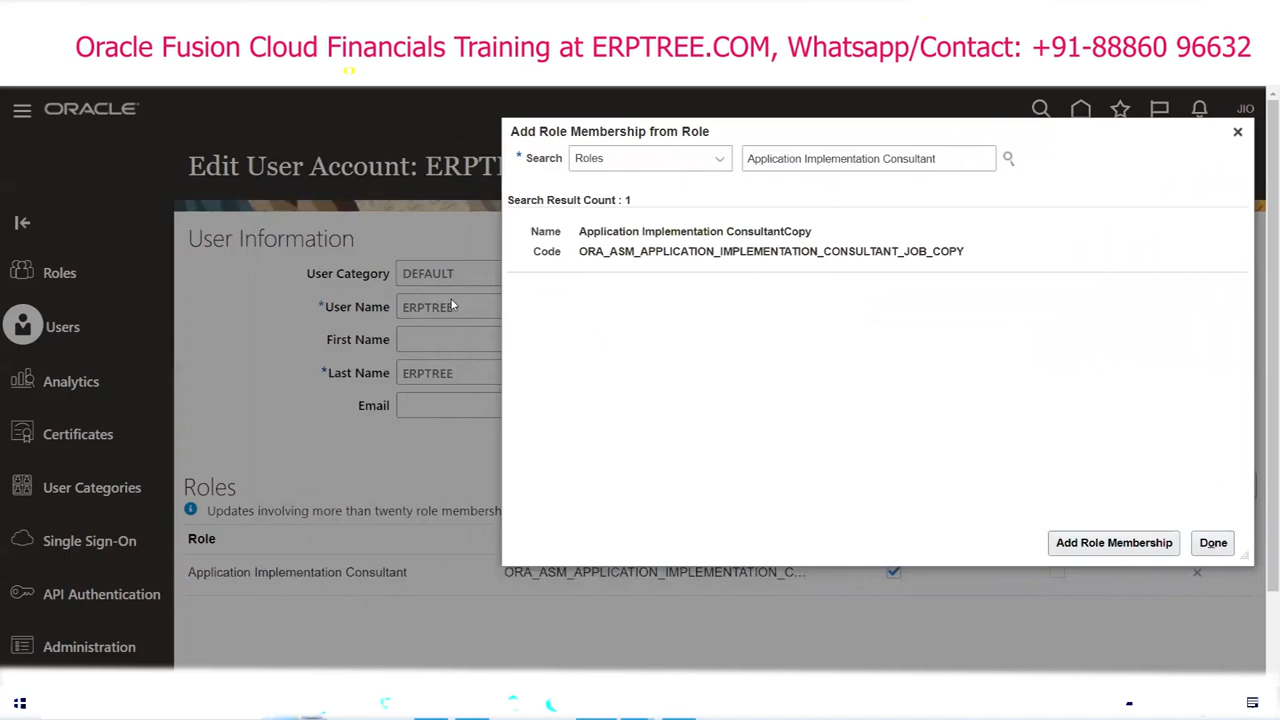 Oracle Fusion Cloud Financials Training at ERPTREE.COM, Whatsapp/Contact: +91-88860 96632
ORACLE
JIO
Edit User Account: ERPT
Add Role Membership from Role
* Search Roles Application Implementation Consultant
Search Result Count : 1
Name Application Implementation ConsultantCopy
Code ORA_ASM_APPLICATION_IMPLEMENTATION_CONSULTANT_JOB_COPY
Add Role Membership Done
Roles
Users
Analytics
Certificates
User Categories
Single Sign-On
API Authentication
Administration
User Information
User Category DEFAULT
*User Name ERPTREE
First Name
*Last Name ERPTREE
Email
Roles
Updates involving more than twenty role membersh
Role
Application Implementation Consultant ORA_ASM_APPLICATION_IMPLEMENTATION_C...